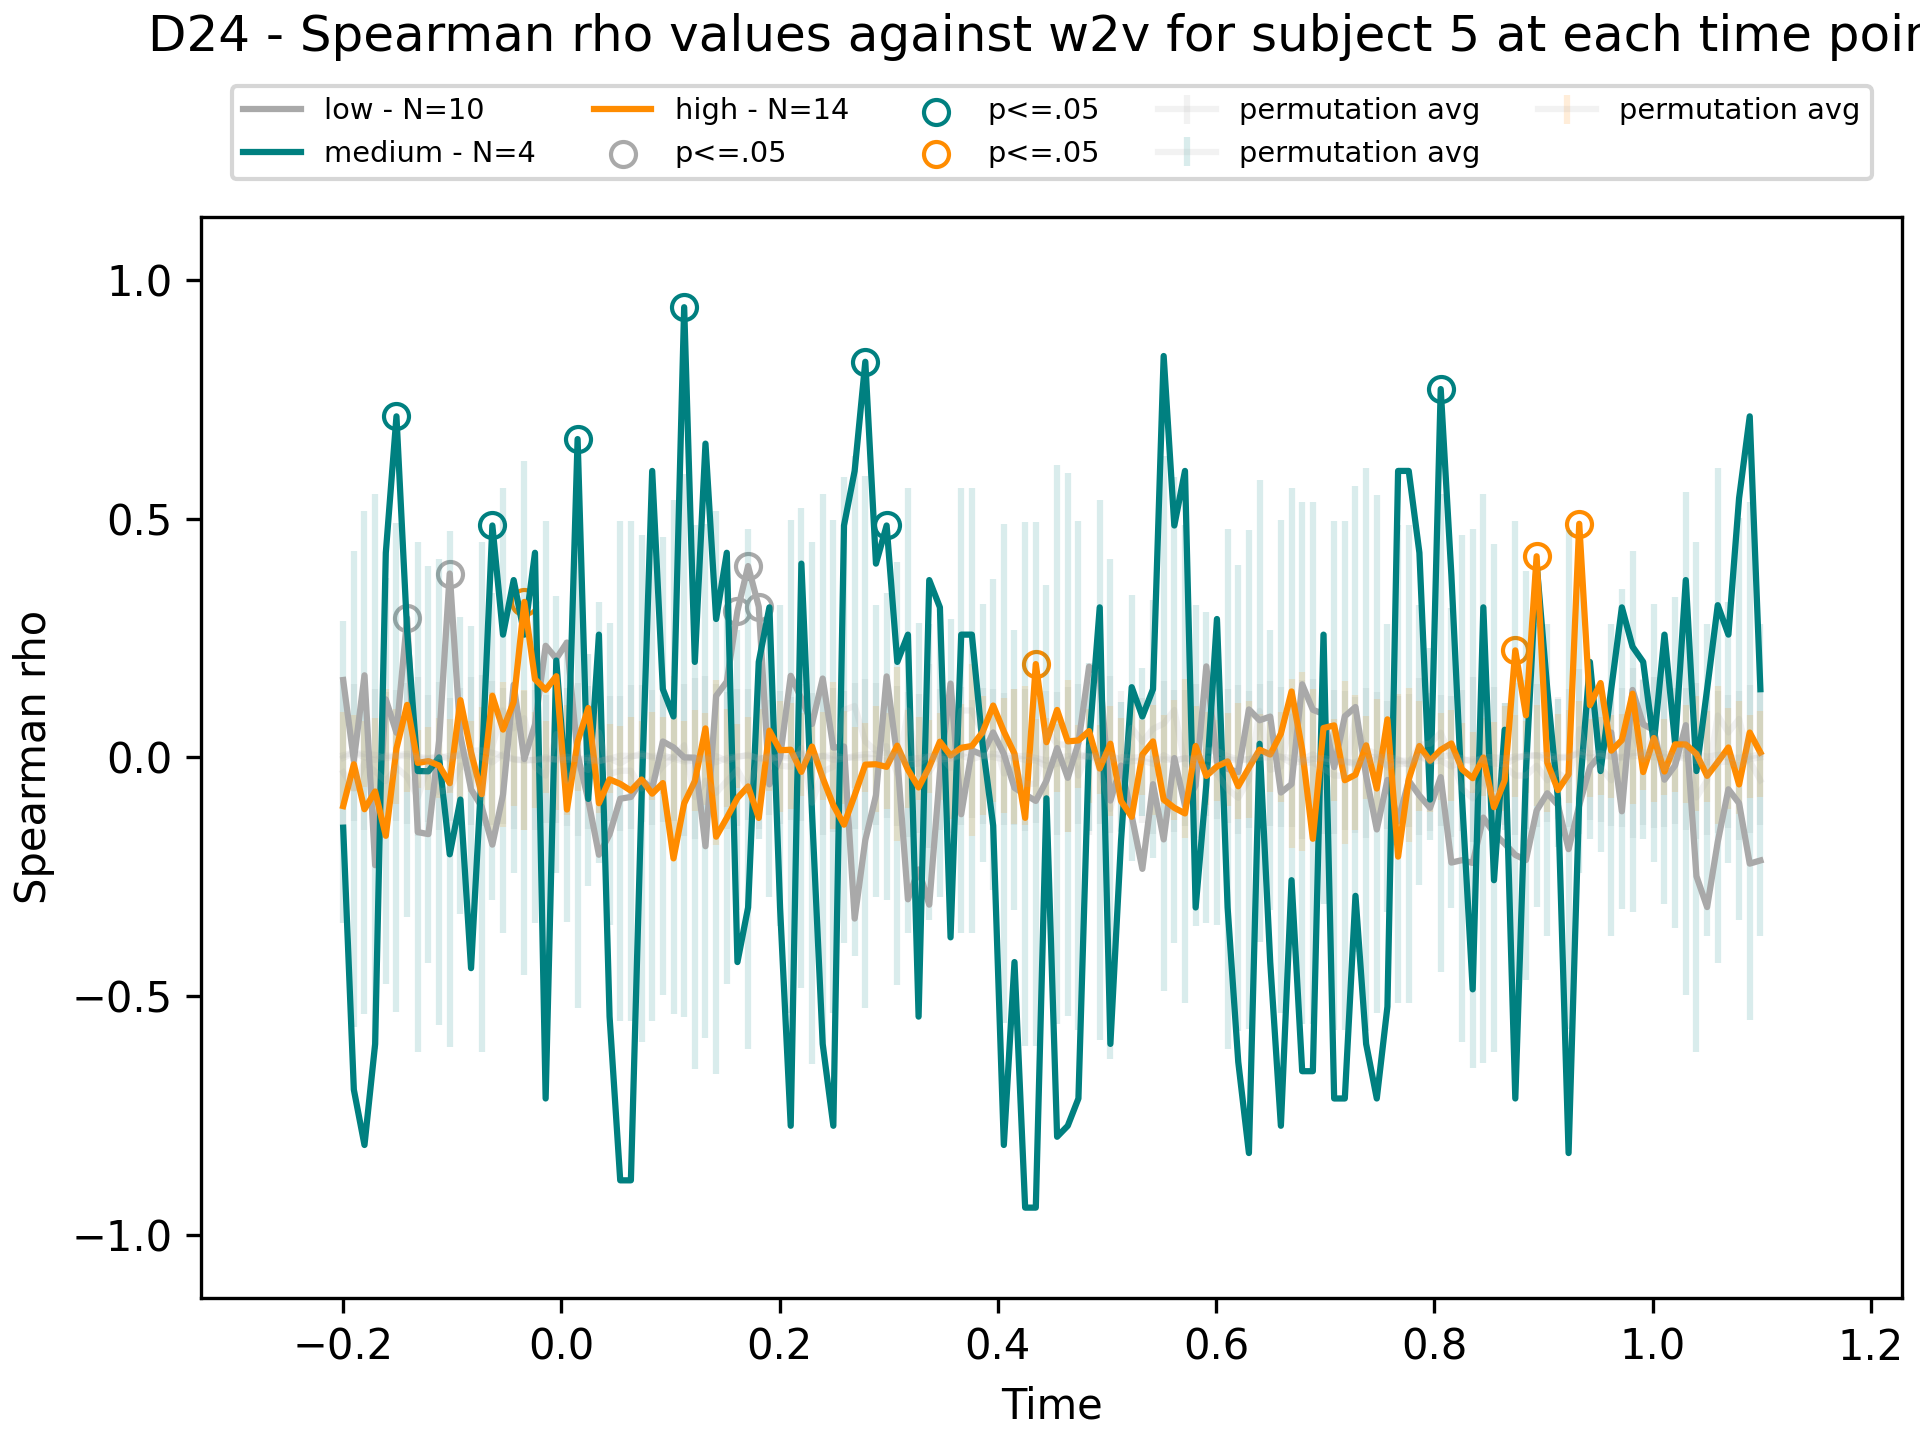 D24 - Spearman rho values against w2v for subject 5 at each time poin
low - N=10
medium - N=4
high - N=14
p<=.05
p<=.05
p<=.05
permutation avg
permutation avg
permutation avg
Spearman rho
1.0
0.5
0.0
−0.5
−1.0
−0.2 0.0 0.2 0.4 0.6 0.8 1.0 1.2
Time